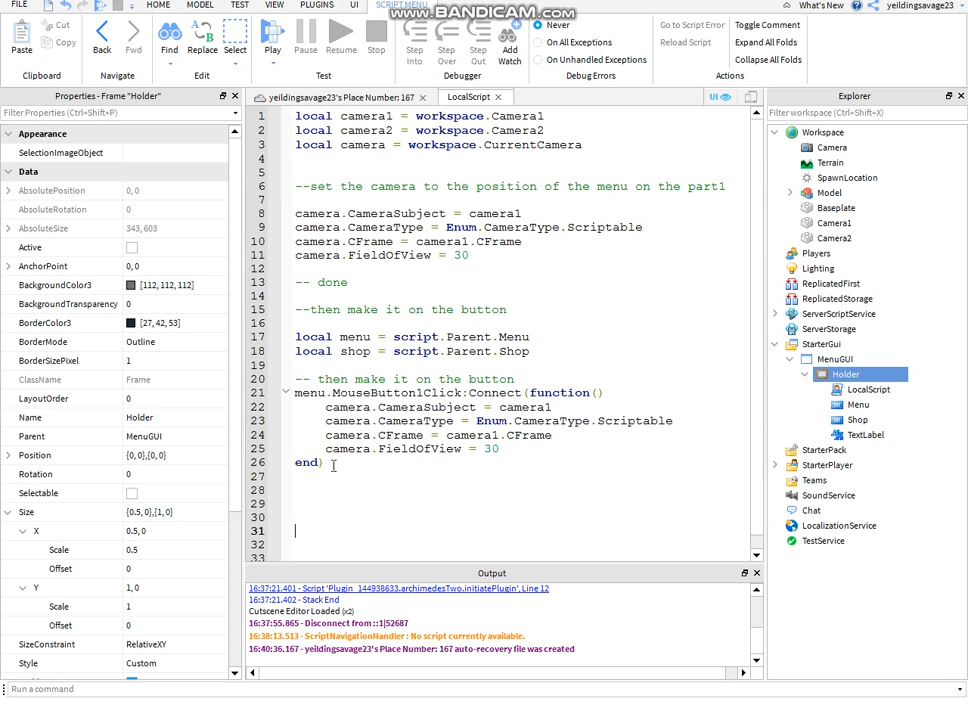 FILE HOME MODEL TEST VIEW PLUGINS UI SCRIPT MENU What's New yeildingsavage23
www.BANDICAM.com
Paste Cut Copy Back Fwd Find Replace Select Play Pause Resume Stop Step Into Step Over Step Out Add Watch
Never
On All Exceptions
On Unhandled Exceptions
Go to Script Error
Reload Script
Toggle Comment
Expand All Folds
Collapse All Folds
Clipboard Navigate Edit Test Debugger Debug Errors Actions
Properties - Frame "Holder"
Filter Properties (Ctrl+Shift+P)
Appearance
SelectionImageObject
Data
AbsolutePosition 0, 0
AbsoluteRotation 0
AbsoluteSize 343, 603
Active
AnchorPoint 0, 0
BackgroundColor3 [112, 112, 112]
BackgroundTransparency 0
BorderColor3 [27, 42, 53]
BorderMode Outline
BorderSizePixel 1
ClassName Frame
LayoutOrder 0
Name Holder
Parent MenuGUI
Position {0, 0},{0, 0}
Rotation 0
Selectable
Size {0.5, 0},{1, 0}
X 0.5, 0
Scale 0.5
Offset 0
Y 1, 0
Scale 1
Offset 0
SizeConstraint RelativeXY
Style Custom
yeildingsavage23's Place Number: 167
LocalScript
UI
1 local camera1 = workspace.Camera1
2 local camera2 = workspace.Camera2
3 local camera = workspace.CurrentCamera
4
5
6 --set the camera to the position of the menu on the part1
7
8 camera.CameraSubject = camera1
9 camera.CameraType = Enum.CameraType.Scriptable
10 camera.CFrame = camera1.CFrame
11 camera.FieldOfView = 30
12
13 -- done
14
15 --then make it on the button
16
17 local menu = script.Parent.Menu
18 local shop = script.Parent.Shop
19
20 -- then make it on the button
21 menu.MouseButton1Click:Connect(function()
22 camera.CameraSubject = camera1
23 camera.CameraType = Enum.CameraType.Scriptable
24 camera.CFrame = camera1.CFrame
25 camera.FieldOfView = 30
26 end)
27
28
29
30
31
32
33
Output
16:37:21.401 - Script 'Plugin_144938633.archimedesTwo.initiatePlugin', Line 12
16:37:21.402 - Stack End
Cutscene Editor Loaded (x2)
16:37:55.865 - Disconnect from ::1|52687
16:38:13.513 - ScriptNavigationHandler : No script currently available.
16:40:36.167 - yeildingsavage23's Place Number: 167 auto-recovery file was created
Explorer
Filter workspace (Ctrl+Shift+X)
Workspace
Camera
Terrain
SpawnLocation
Model
Baseplate
Camera1
Camera2
Players
Lighting
ReplicatedFirst
ReplicatedStorage
ServerScriptService
ServerStorage
StarterGui
MenuGUI
Holder
LocalScript
Menu
Shop
TextLabel
StarterPack
StarterPlayer
Teams
SoundService
Chat
LocalizationService
TestService
Run a command